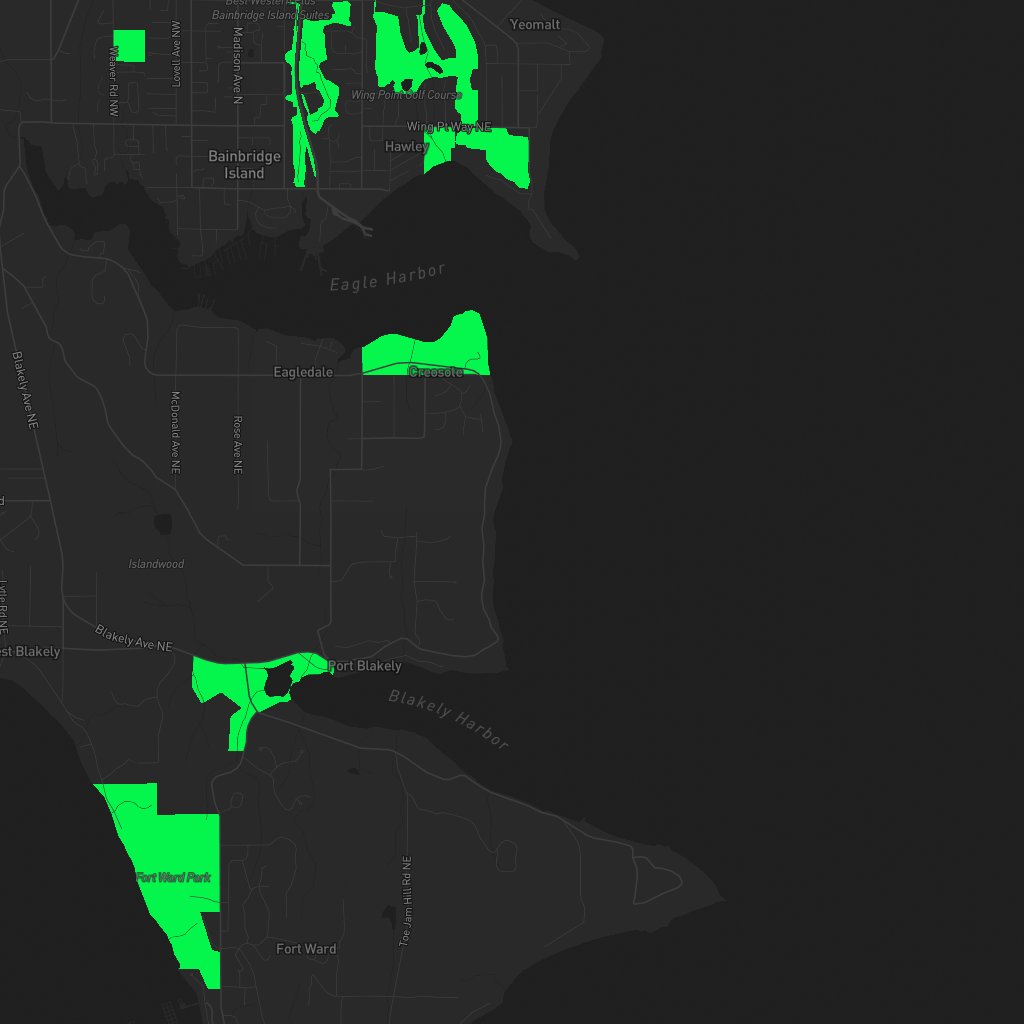 Best Western Plus
Bainbridge Island Suites
Yeomalt
Weaver Rd NW
Lovell Ave NW
Madison Ave N
Wing Point Golf Course
Wing Pt Way NE
Hawley
Bainbridge
Island
Eagle Harbor
Eagledale
Creosote
Blakely Ave NE
McDonald Ave NE
Rose Ave NE
Islandwood
Lytle Rd NE
Blakely Ave NE
est Blakely
Port Blakely
Blakely Harbor
Fort Ward Park
Toe Jam Hill Rd NE
Fort Ward